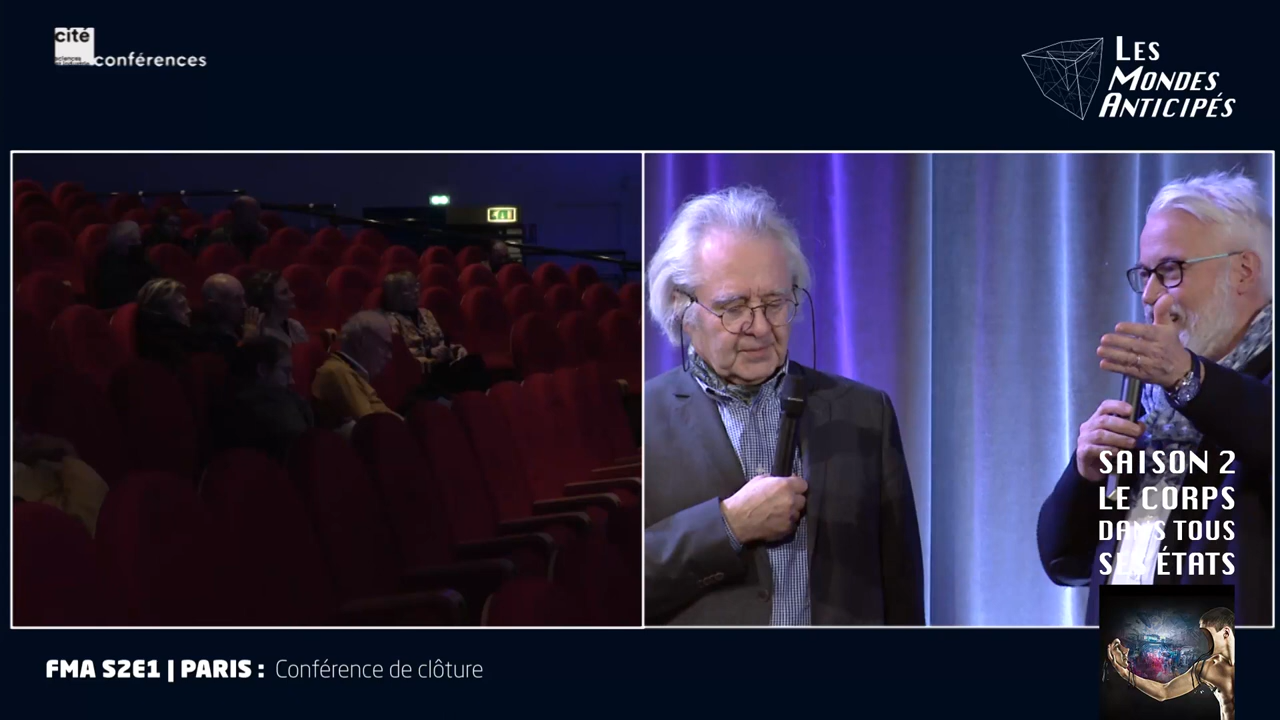 cité
sciences
conférences
LES
MONDES
ANTICIPÉS
SAISON 2
LE CORPS
DANS TOUS
SES ÉTATS
FMA S2E1 | PARIS : Conférence de clôture